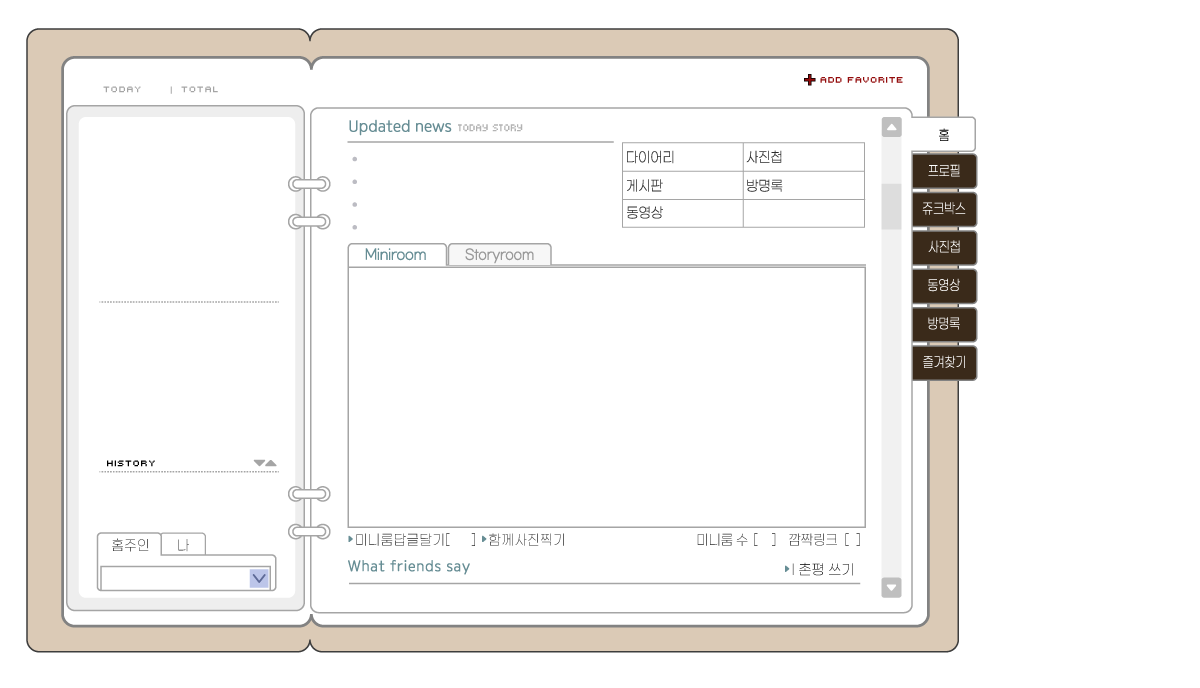 TODAY | TOTAL
ADD FAVORITE
Updated news TODAY STORY
다이어리 사진첩
게시판 방명록
동영상
Miniroom Storyroom
HISTORY
홈주인 나
미니룸답글달기[ ] 함께사진찍기 미니룸 수 [ ] 깜짝링크 [ ]
What friends say | 촌평 쓰기
홈
프로필
쥬크박스
사진첩
동영상
방명록
즐겨찾기